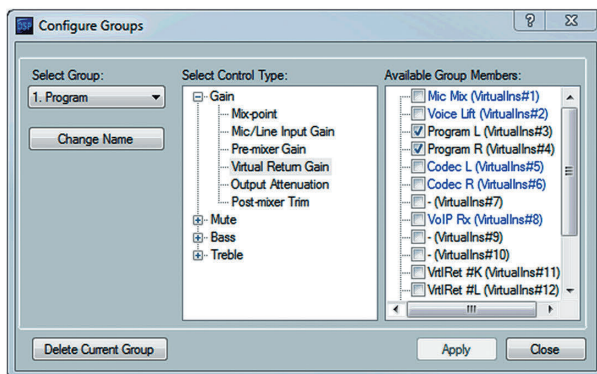 DSP Configure Groups
Select Group:
1. Program
Change Name
Select Control Type:
Gain
Mix-point
Mic/Line Input Gain
Pre-mixer Gain
Virtual Return Gain
Output Attenuation
Post-mixer Trim
Mute
Bass
Treble
Available Group Members:
Mic Mix (VirtualIns#1)
Voice Lift (VirtualIns#2)
Program L (VirtualIns#3)
Program R (VirtualIns#4)
Codec L (VirtualIns#5)
Codec R (VirtualIns#6)
- (VirtualIns#7)
VoIP Rx (VirtualIns#8)
- (VirtualIns#9)
- (VirtualIns#10)
VrtlRet #K (VirtualIns#11)
VrtlRet #L (VirtualIns#12)
Delete Current Group
Apply
Close